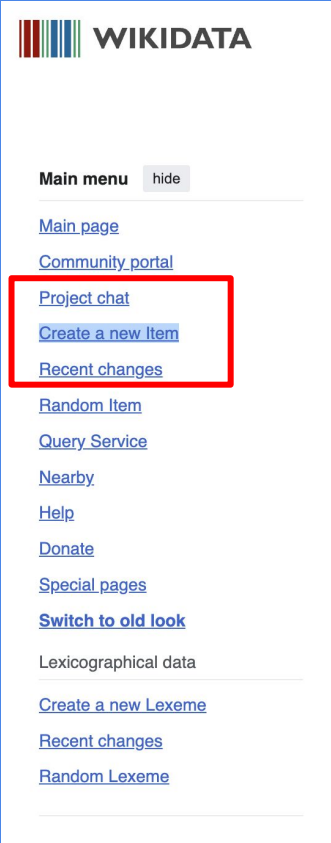 WIKIDATA
Main menu hide
Main page
Community portal
Project chat
Create a new Item
Recent changes
Random Item
Query Service
Nearby
Help
Donate
Special pages
Switch to old look
Lexicographical data
Create a new Lexeme
Recent changes
Random Lexeme